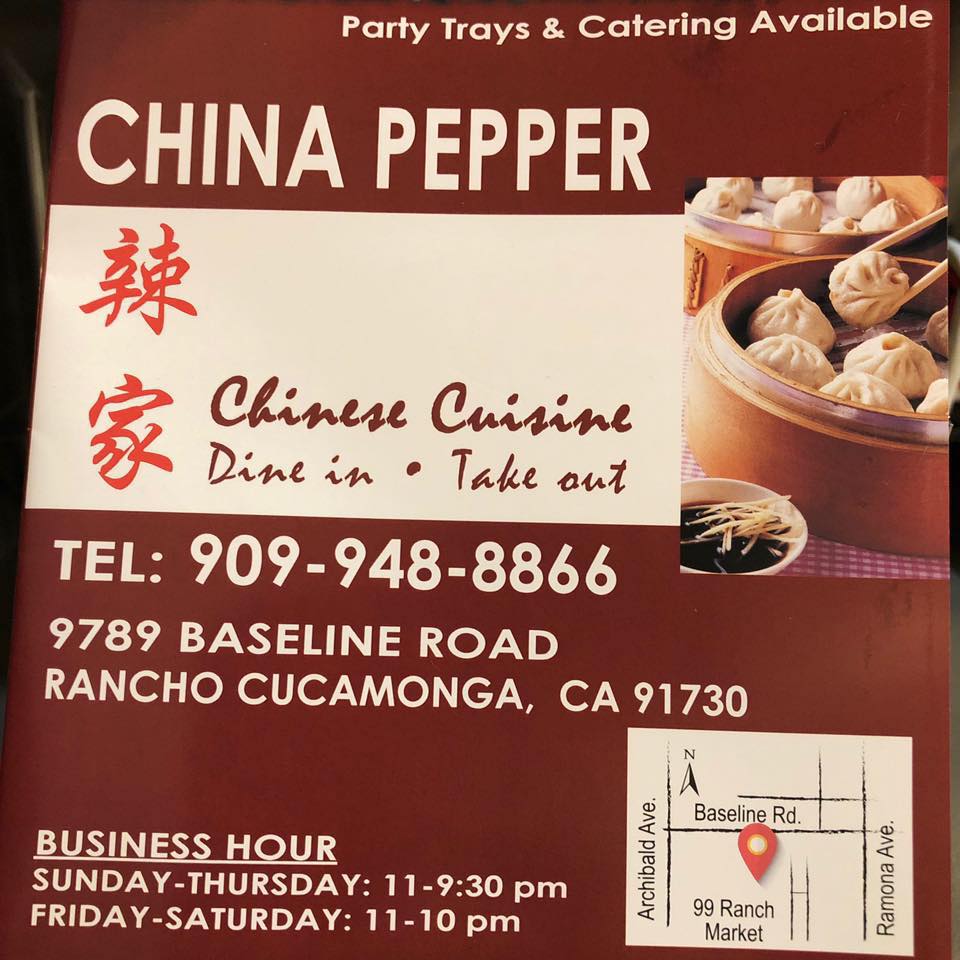 Party Trays & Catering Available
CHINA PEPPER
辣
家
Chinese Cuisine
Dine in • Take out
TEL: 909-948-8866
9789 BASELINE ROAD
RANCHO CUCAMONGA, CA 91730
BUSINESS HOUR
SUNDAY-THURSDAY: 11-9:30 pm
FRIDAY-SATURDAY: 11-10 pm
N
Baseline Rd.
Archibald Ave.
Ramona Ave.
99 Ranch
Market